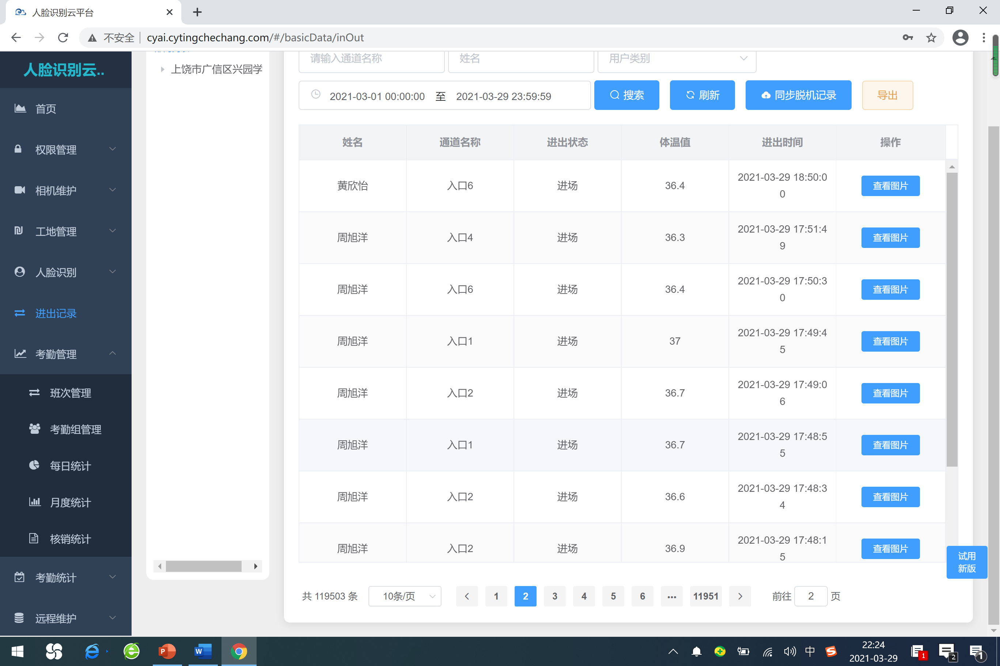 人脸识别云平台
不安全 cyai.cytingchechang.com/#/basicData/inOut
人脸识别云..
首页
权限管理
相机维护
工地管理
人脸识别
进出记录
考勤管理
班次管理
考勤组管理
每日统计
月度统计
核销统计
考勤统计
远程维护
上饶市广信区兴园学
请输入通道名称 姓名 用户类别
2021-03-01 00:00:00 至 2021-03-29 23:59:59 搜索 刷新 同步脱机记录 导出
姓名 通道名称 进出状态 体温值 进出时间 操作
黄欣怡 入口6 进场 36.4 2021-03-29 18:50:0
0 查看图片
周旭洋 入口4 进场 36.3 2021-03-29 17:51:4
9 查看图片
周旭洋 入口6 进场 36.4 2021-03-29 17:50:3
0 查看图片
周旭洋 入口1 进场 37 2021-03-29 17:49:4
5 查看图片
周旭洋 入口2 进场 36.7 2021-03-29 17:49:0
6 查看图片
周旭洋 入口1 进场 36.7 2021-03-29 17:48:5
5 查看图片
周旭洋 入口2 进场 36.6 2021-03-29 17:48:3
4 查看图片
周旭洋 入口2 进场 36.9 2021-03-29 17:48:1
5 查看图片
试用
新版
共 119503 条 10条/页 1 2 3 4 5 6 ... 11951 前往 2 页
中 22:24
2021-03-29 1 2 1